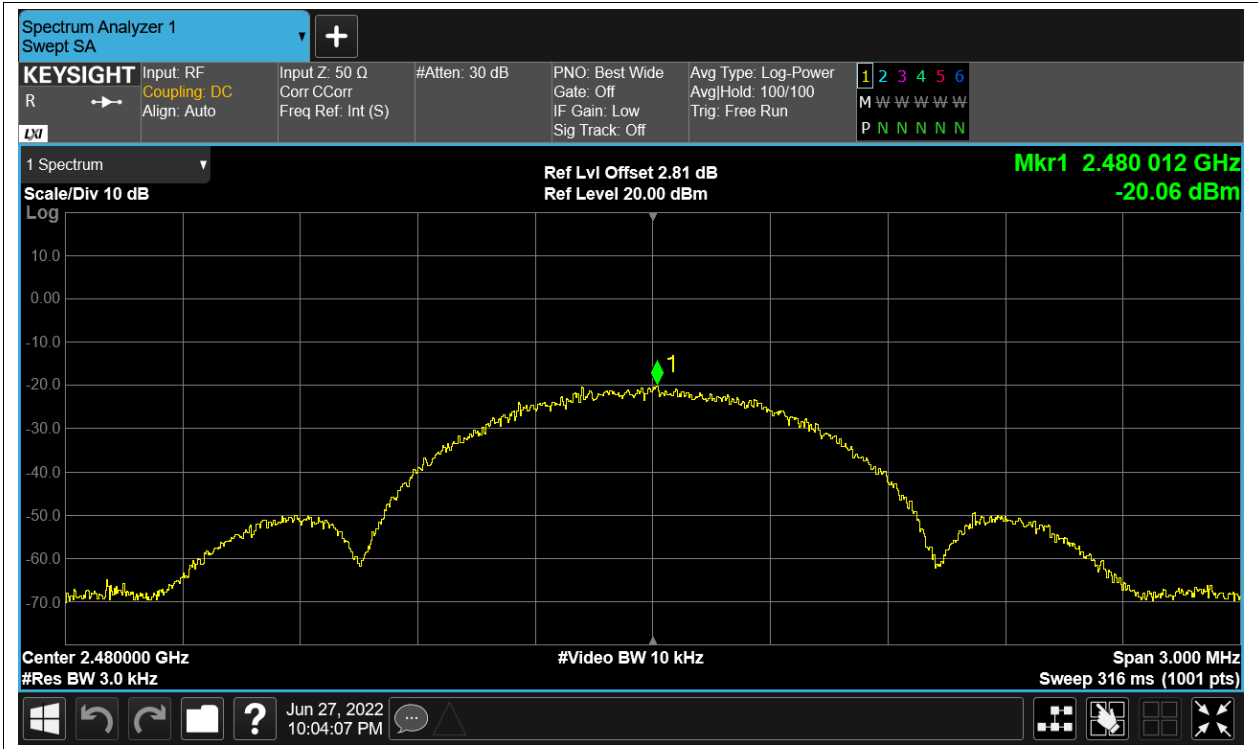 Spectrum Analyzer 1
Swept SA
KEYSIGHT
R
LXI
Input: RF
Coupling: DC
Align: Auto
Input Z: 50 Ω
Corr CCorr
Freq Ref: Int (S)
#Atten: 30 dB
PNO: Best Wide
Gate: Off
IF Gain: Low
Sig Track: Off
Avg Type: Log-Power
Avg|Hold: 100/100
Trig: Free Run
1 2 3 4 5 6
M W W W W W
P N N N N N
1 Spectrum
Scale/Div 10 dB
Log
Ref Lvl Offset 2.81 dB
Ref Level 20.00 dBm
Mkr1 2.480 012 GHz
-20.06 dBm
10.0
0.00
-10.0
1
-20.0
-30.0
-40.0
-50.0
-60.0
-70.0
Center 2.480000 GHz
#Video BW 10 kHz
Span 3.000 MHz
#Res BW 3.0 kHz
Sweep 316 ms (1001 pts)
?
Jun 27, 2022
10:04:07 PM